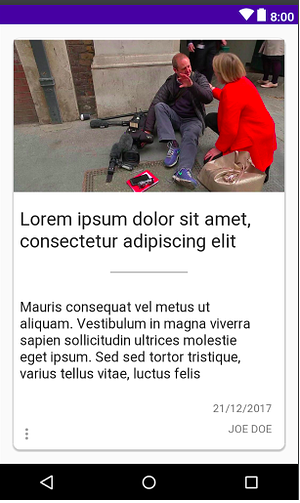 8:00
Lorem ipsum dolor sit amet,
consectetur adipiscing elit
Mauris consequat vel metus ut
aliquam. Vestibulum in magna viverra
sapien sollicitudin ultrices molestie
eget ipsum. Sed sed tortor tristique,
varius tellus vitae, luctus felis
21/12/2017
JOE DOE